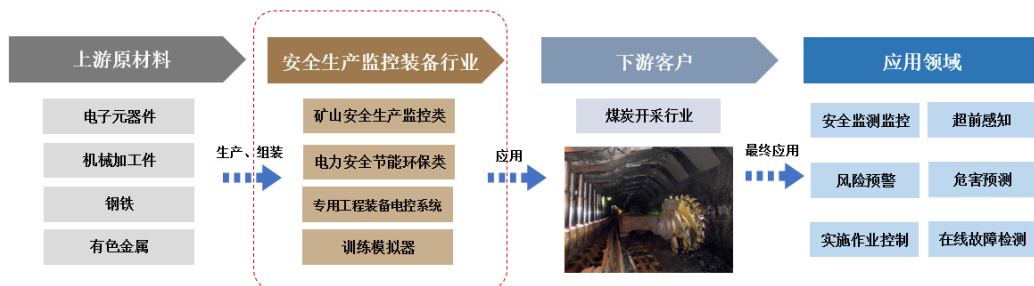 上游原材料
电子元器件
机械加工件
钢铁
有色金属
生产、组装
安全生产监控装备行业
矿山安全生产监控类
电力安全节能环保类
专用工程装备电控系统
训练模拟器
应用
下游客户
煤炭开采行业
最终应用
应用领域
安全监测监控
超前感知
风险预警
危害预测
实施作业控制
在线故障检测